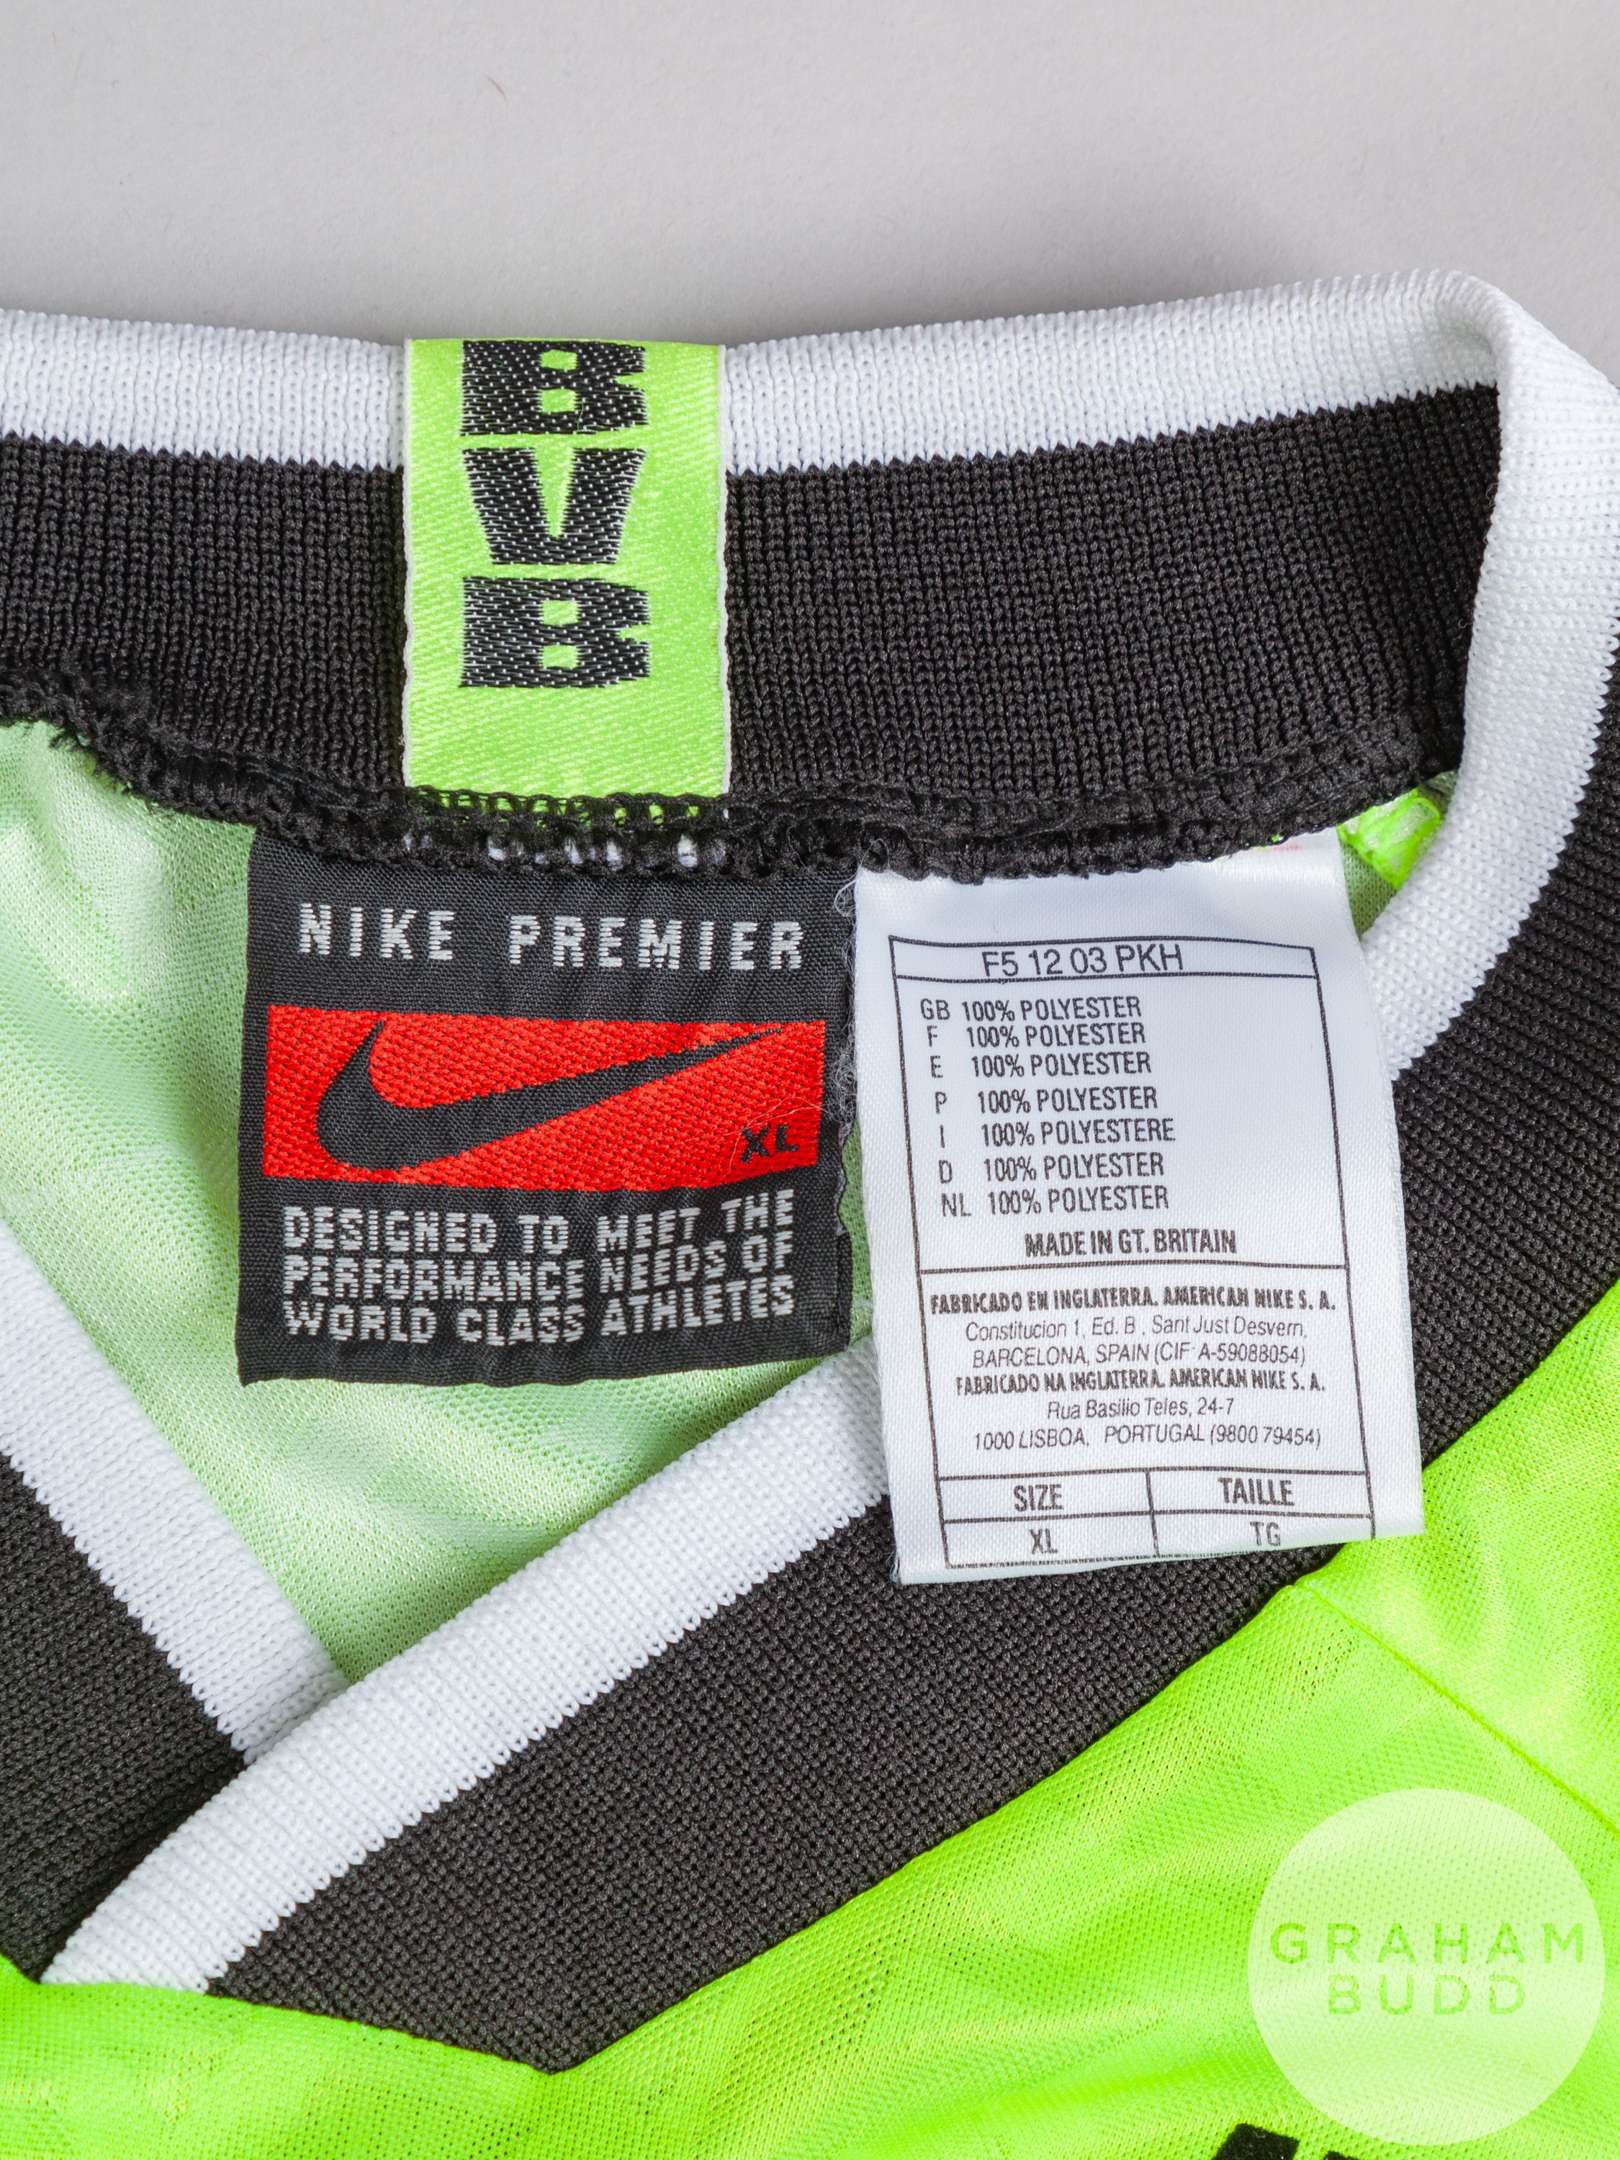 B
V
B
NIKE PREMIER
XL
DESIGNED TO MEET THE
PERFORMANCE NEEDS OF
WORLD CLASS ATHLETES
F5 12 03 PKH
GB 100% POLYESTER
F 100% POLYESTER
E 100% POLYESTER
P 100% POLYESTER
I 100% POLYESTERE
D 100% POLYESTER
NL 100% POLYESTER
MADE IN GT. BRITAIN
FABRICADO EN INGLATERRA. AMERICAN NIKE S. A.
Constitucion 1, Ed. B , Sant Just Desvern,
BARCELONA, SPAIN (CIF A-59088054)
FABRICADO NA INGLATERRA. AMERICAN NIKE S. A.
Rua Basilio Teles, 24-7
1000 LISBOA, PORTUGAL (9800 79454)
SIZE TAILLE
XL TG
GRAHAM
BUDD